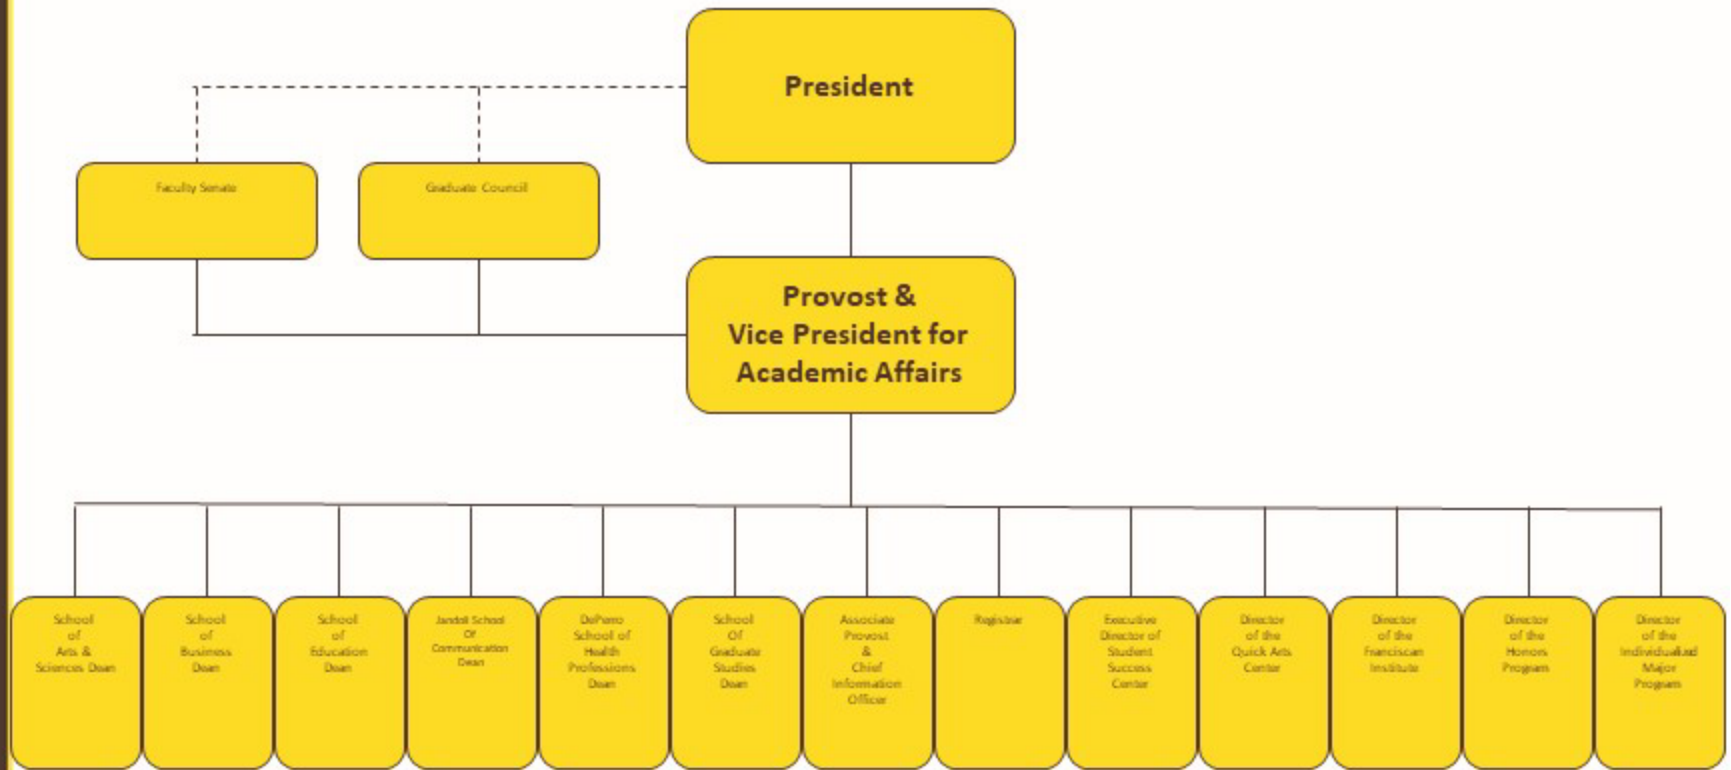 President
Faculty Senate
Graduate Council
Provost &
Vice President for
Academic Affairs
School
of
Arts &
Sciences Dean
School
of
Business
Dean
School
of
Education
Dean
Jandoli School
Of
Communication
Dean
DePerro
School of
Health
Professions
Dean
School
Of
Graduate
Studies
Dean
Associate
Provost
&
Chief
Information
Officer
Registrar
Executive
Director of
Student
Success
Center
Director
of the
Quick Arts
Center
Director
of the
Franciscan
Institute
Director
of the
Honors
Program
Director
of the
Individualized
Major
Program